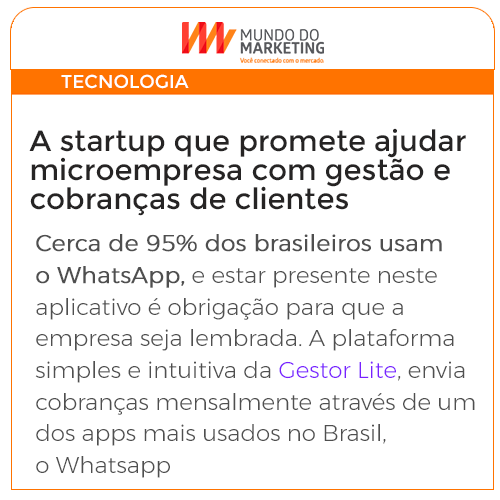 MUNDO DO
MARKETING
Você conectado com o mercado.
TECNOLOGIA
A startup que promete ajudar
microempresa com gestão e
cobranças de clientes
Cerca de 95% dos brasileiros usam
o WhatsApp, e estar presente neste
aplicativo é obrigação para que a
empresa seja lembrada. A plataforma
simples e intuitiva da Gestor Lite, envia
cobranças mensalmente através de um
dos apps mais usados no Brasil,
o Whatsapp